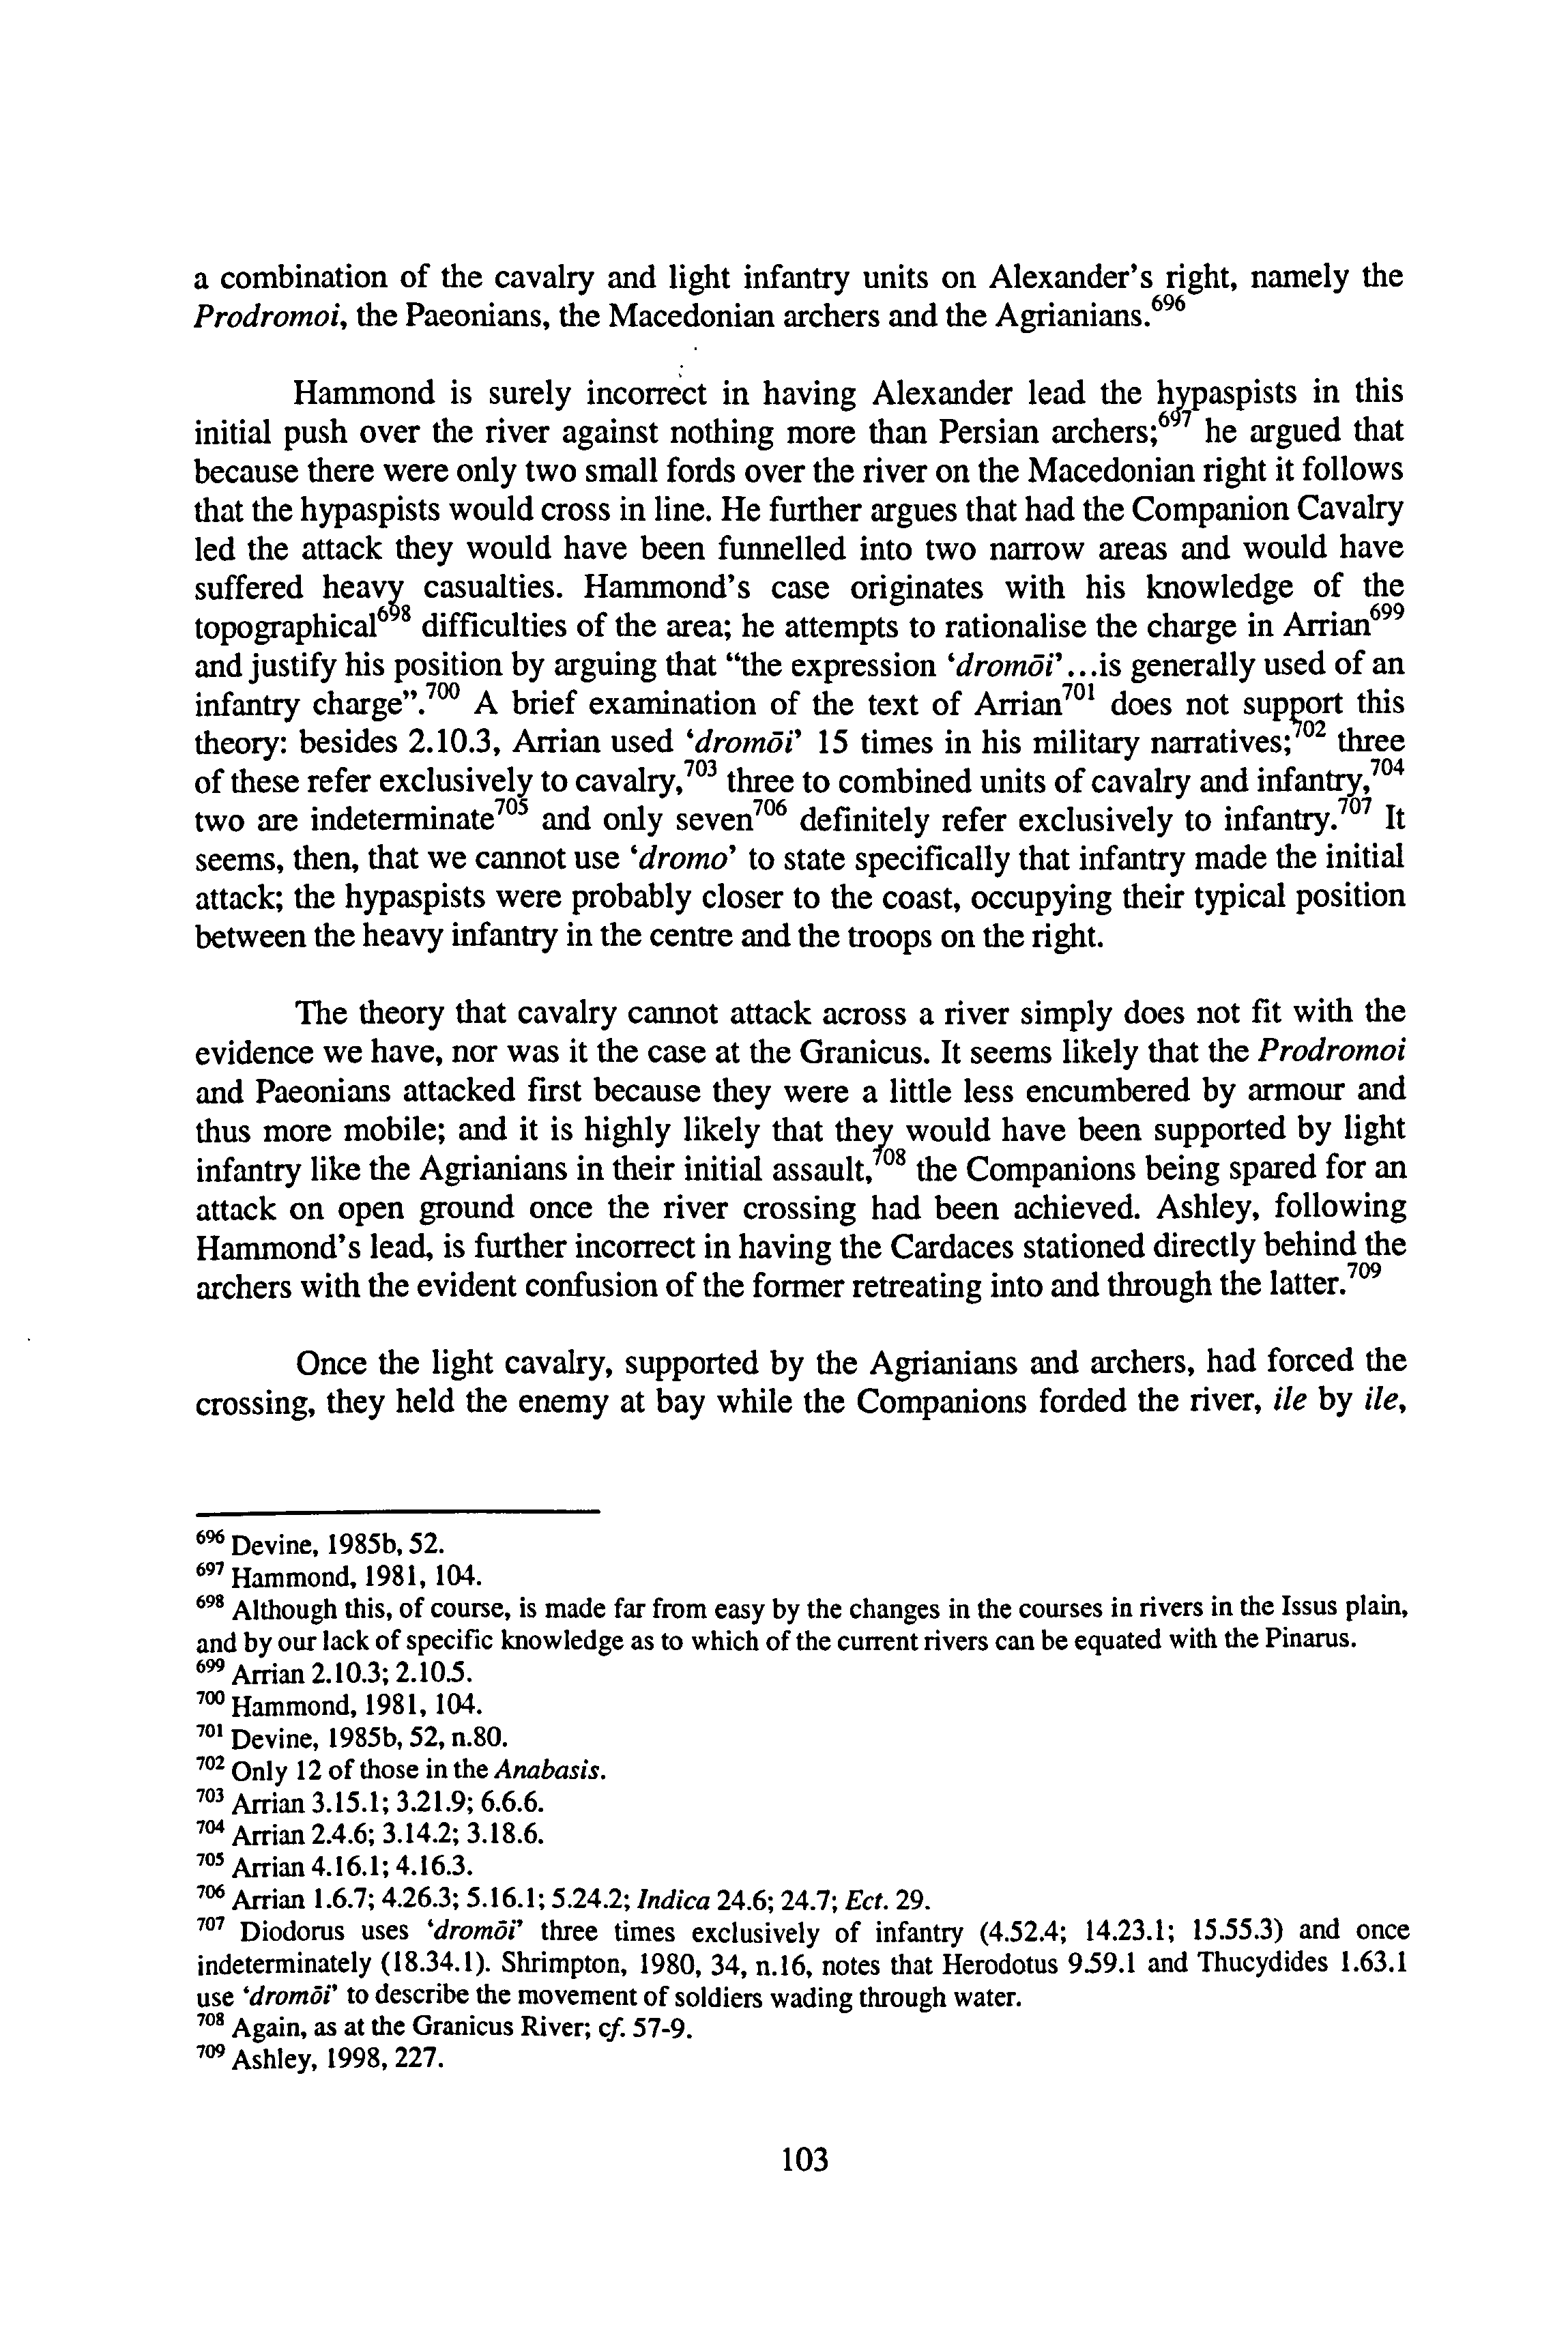 a combination of the cavalry and light infantry units on Alexander's right, namely the
Prodromoi, the Paeonians, the Macedonian archers and the Agrianians.696
Hammond is surely incorrect in having Alexander lead the hypaspists in this
initial push over the river against nothing more than Persian archers;697 he argued that
because there were only two small fords over the river on the Macedonian right it follows
that the hypaspists would cross in line. He further argues that had the Companion Cavalry
led the attack they would have been funnelled into two narrow areas and would have
suffered heavy casualties. Hammond's case originates with his knowledge of the
topographical698 difficulties of the area; he attempts to rationalise the charge in Arrian699
and justify his position by arguing that "the expression 'dromōi'...is generally used of an
infantry charge".700 A brief examination of the text of Arrian701 does not support this
theory: besides 2.10.3, Arrian used 'dromōi' 15 times in his military narratives;702 three
of these refer exclusively to cavalry,703 three to combined units of cavalry and infantry,704
two are indeterminate705 and only seven706 definitely refer exclusively to infantry.707 It
seems, then, that we cannot use 'dromo' to state specifically that infantry made the initial
attack; the hypaspists were probably closer to the coast, occupying their typical position
between the heavy infantry in the centre and the troops on the right.
The theory that cavalry cannot attack across a river simply does not fit with the
evidence we have, nor was it the case at the Granicus. It seems likely that the Prodromoi
and Paeonians attacked first because they were a little less encumbered by armour and
thus more mobile; and it is highly likely that they would have been supported by light
infantry like the Agrianians in their initial assault,708 the Companions being spared for an
attack on open ground once the river crossing had been achieved. Ashley, following
Hammond's lead, is further incorrect in having the Cardaces stationed directly behind the
archers with the evident confusion of the former retreating into and through the latter.709
Once the light cavalry, supported by the Agrianians and archers, had forced the
crossing, they held the enemy at bay while the Companions forded the river, ile by ile,
696 Devine, 1985b, 52.
697 Hammond, 1981, 104.
698 Although this, of course, is made far from easy by the changes in the courses in rivers in the Issus plain,
and by our lack of specific knowledge as to which of the current rivers can be equated with the Pinarus.
699 Arrian 2.10.3; 2.10.5.
700 Hammond, 1981, 104.
701 Devine, 1985b, 52, n.80.
702 Only 12 of those in the Anabasis.
703 Arrian 3.15.1; 3.21.9; 6.6.6.
704 Arrian 2.4.6; 3.14.2; 3.18.6.
705 Arrian 4.16.1; 4.16.3.
706 Arrian 1.6.7; 4.26.3; 5.16.1; 5.24.2; Indica 24.6; 24.7; Ect. 29.
707 Diodorus uses 'dromōi' three times exclusively of infantry (4.52.4; 14.23.1; 15.55.3) and once
indeterminately (18.34.1). Shrimpton, 1980, 34, n.16, notes that Herodotus 9.59.1 and Thucydides 1.63.1
use 'dromōi' to describe the movement of soldiers wading through water.
708 Again, as at the Granicus River; cf. 57-9.
709 Ashley, 1998, 227.
103